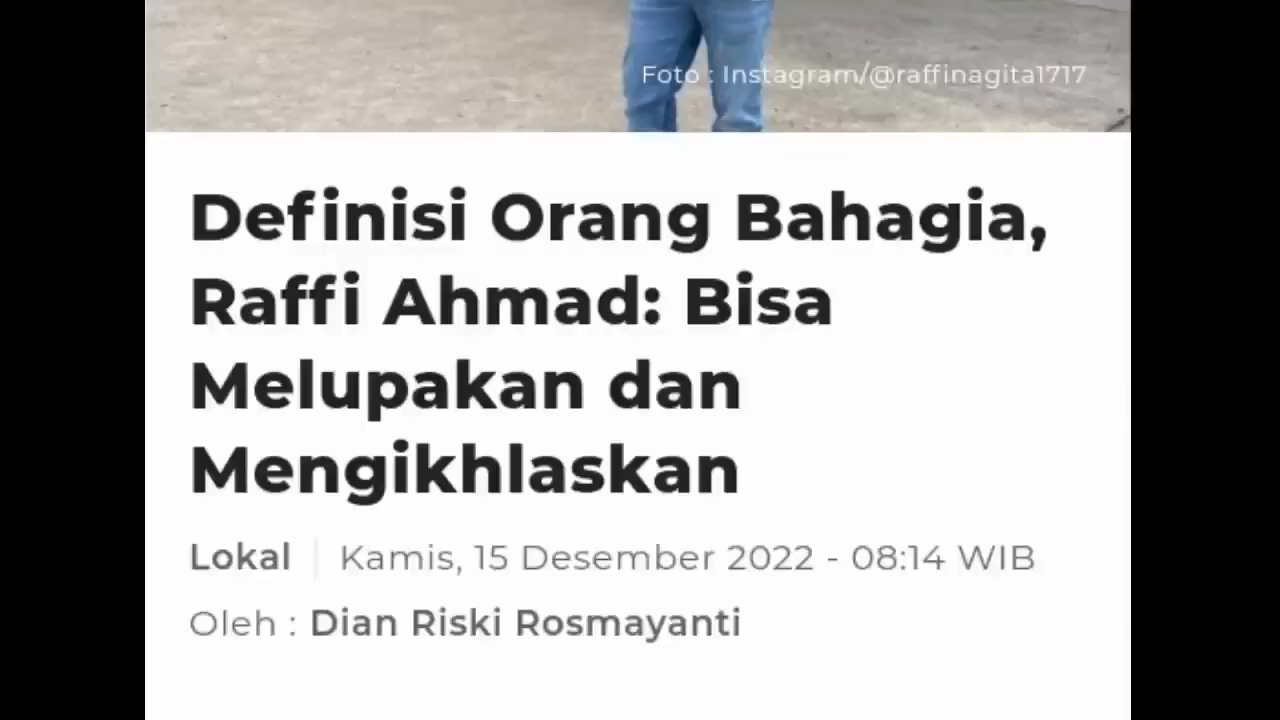 Foto : Instagram/@raffinagita1717
Definisi Orang Bahagia,
Raffi Ahmad: Bisa
Melupakan dan
Mengikhlaskan
Lokal | Kamis, 15 Desember 2022 - 08:14 WIB
Oleh : Dian Riski Rosmayanti